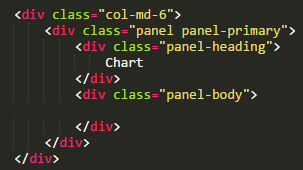 <div class="col-md-6">
    <div class="panel panel-primary">
        <div class="panel-heading">
            Chart
        </div>
        <div class="panel-body">

        </div>
    </div>
</div>